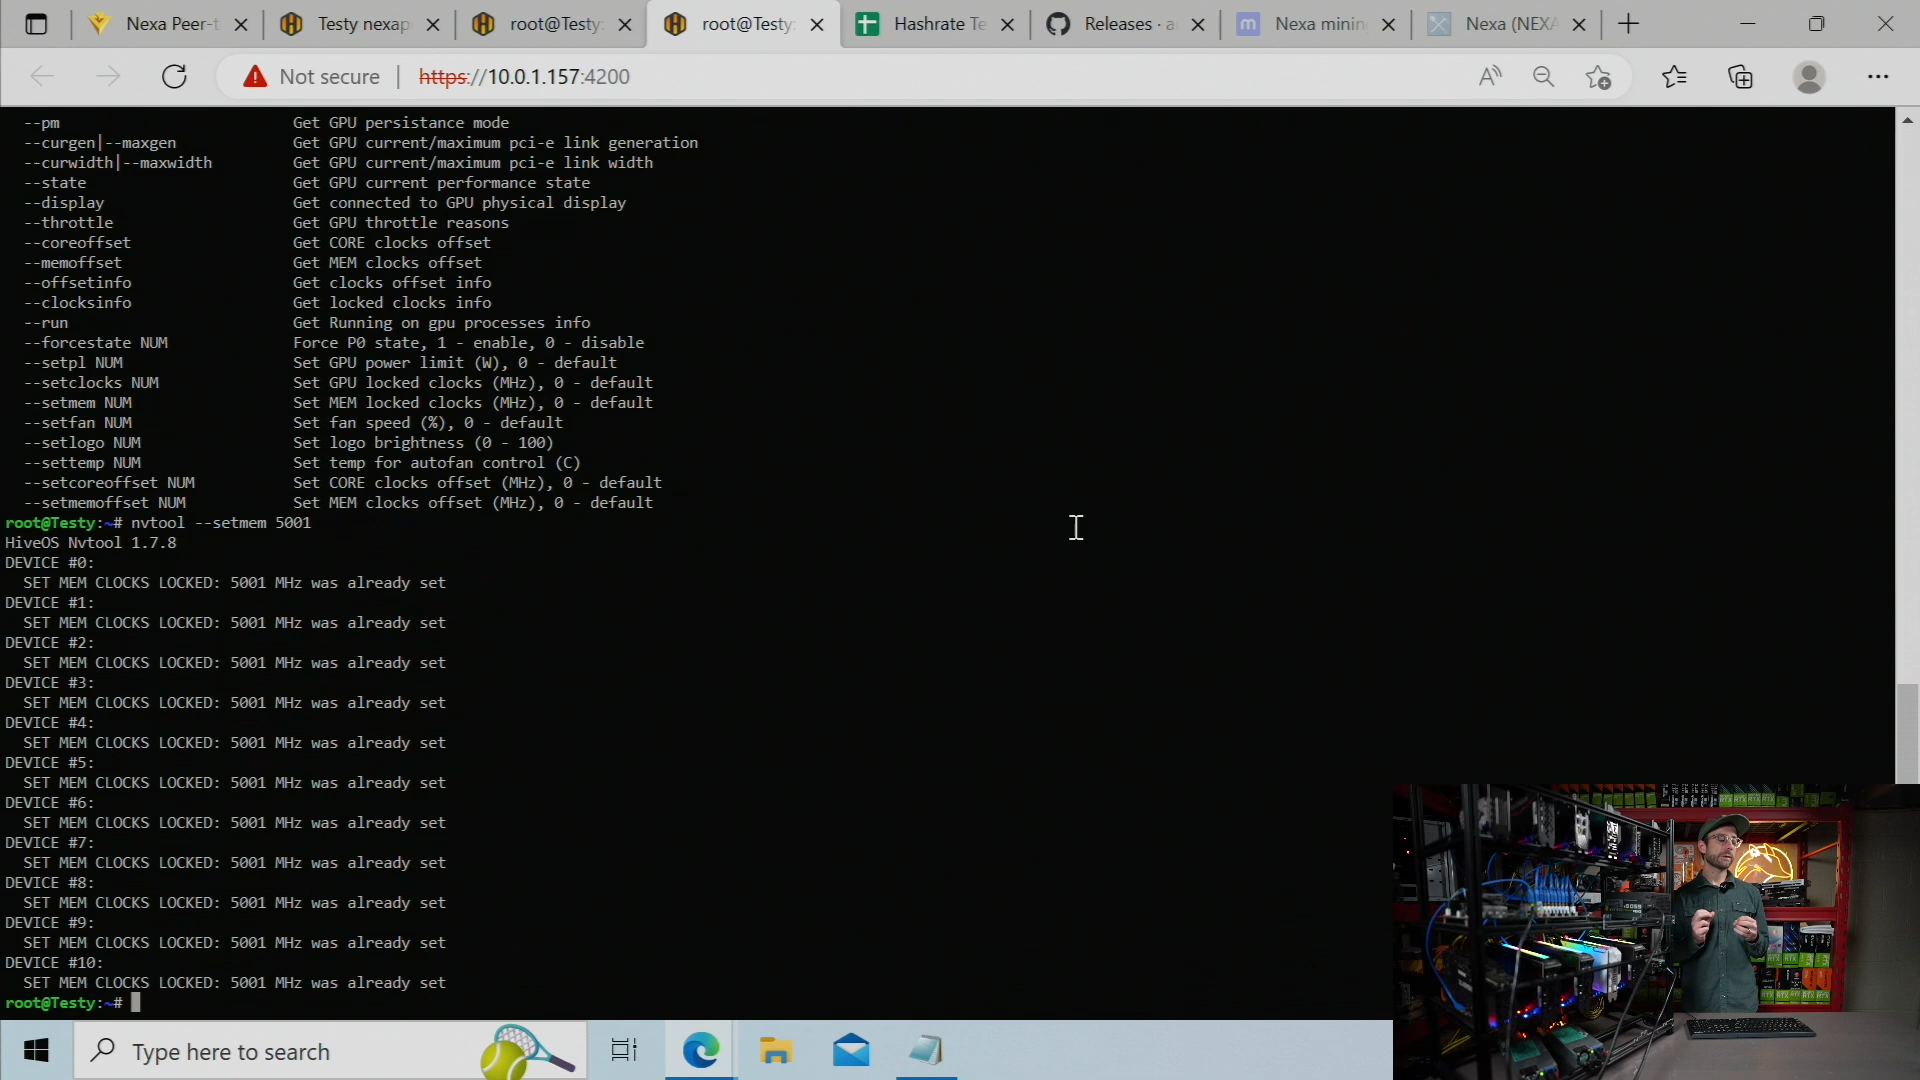 Nexa Peer-t
Testy nexap
root@Testy:
root@Testy:
Hashrate Te
Releases · a
Nexa minin
Nexa (NEXA
Not secure
https://10.0.1.157:4200
--pm Get GPU persistance mode
--curgen|--maxgen Get GPU current/maximum pci-e link generation
--curwidth|--maxwidth Get GPU current/maximum pci-e link width
--state Get GPU current performance state
--display Get connected to GPU physical display
--throttle Get GPU throttle reasons
--coreoffset Get CORE clocks offset
--memoffset Get MEM clocks offset
--offsetinfo Get clocks offset info
--clocksinfo Get locked clocks info
--run Get Running on gpu processes info
--forcestate NUM Force P0 state, 1 - enable, 0 - disable
--setpl NUM Set GPU power limit (W), 0 - default
--setclocks NUM Set GPU locked clocks (MHz), 0 - default
--setmem NUM Set MEM locked clocks (MHz), 0 - default
--setfan NUM Set fan speed (%), 0 - default
--setlogo NUM Set logo brightness (0 - 100)
--settemp NUM Set temp for autofan control (C)
--setcoreoffset NUM Set CORE clocks offset (MHz), 0 - default
--setmemoffset NUM Set MEM clocks offset (MHz), 0 - default
root@Testy:~# nvtool --setmem 5001
HiveOS Nvtool 1.7.8
DEVICE #0:
SET MEM CLOCKS LOCKED: 5001 MHz was already set
DEVICE #1:
SET MEM CLOCKS LOCKED: 5001 MHz was already set
DEVICE #2:
SET MEM CLOCKS LOCKED: 5001 MHz was already set
DEVICE #3:
SET MEM CLOCKS LOCKED: 5001 MHz was already set
DEVICE #4:
SET MEM CLOCKS LOCKED: 5001 MHz was already set
DEVICE #5:
SET MEM CLOCKS LOCKED: 5001 MHz was already set
DEVICE #6:
SET MEM CLOCKS LOCKED: 5001 MHz was already set
DEVICE #7:
SET MEM CLOCKS LOCKED: 5001 MHz was already set
DEVICE #8:
SET MEM CLOCKS LOCKED: 5001 MHz was already set
DEVICE #9:
SET MEM CLOCKS LOCKED: 5001 MHz was already set
DEVICE #10:
SET MEM CLOCKS LOCKED: 5001 MHz was already set
root@Testy:~#
Type here to search